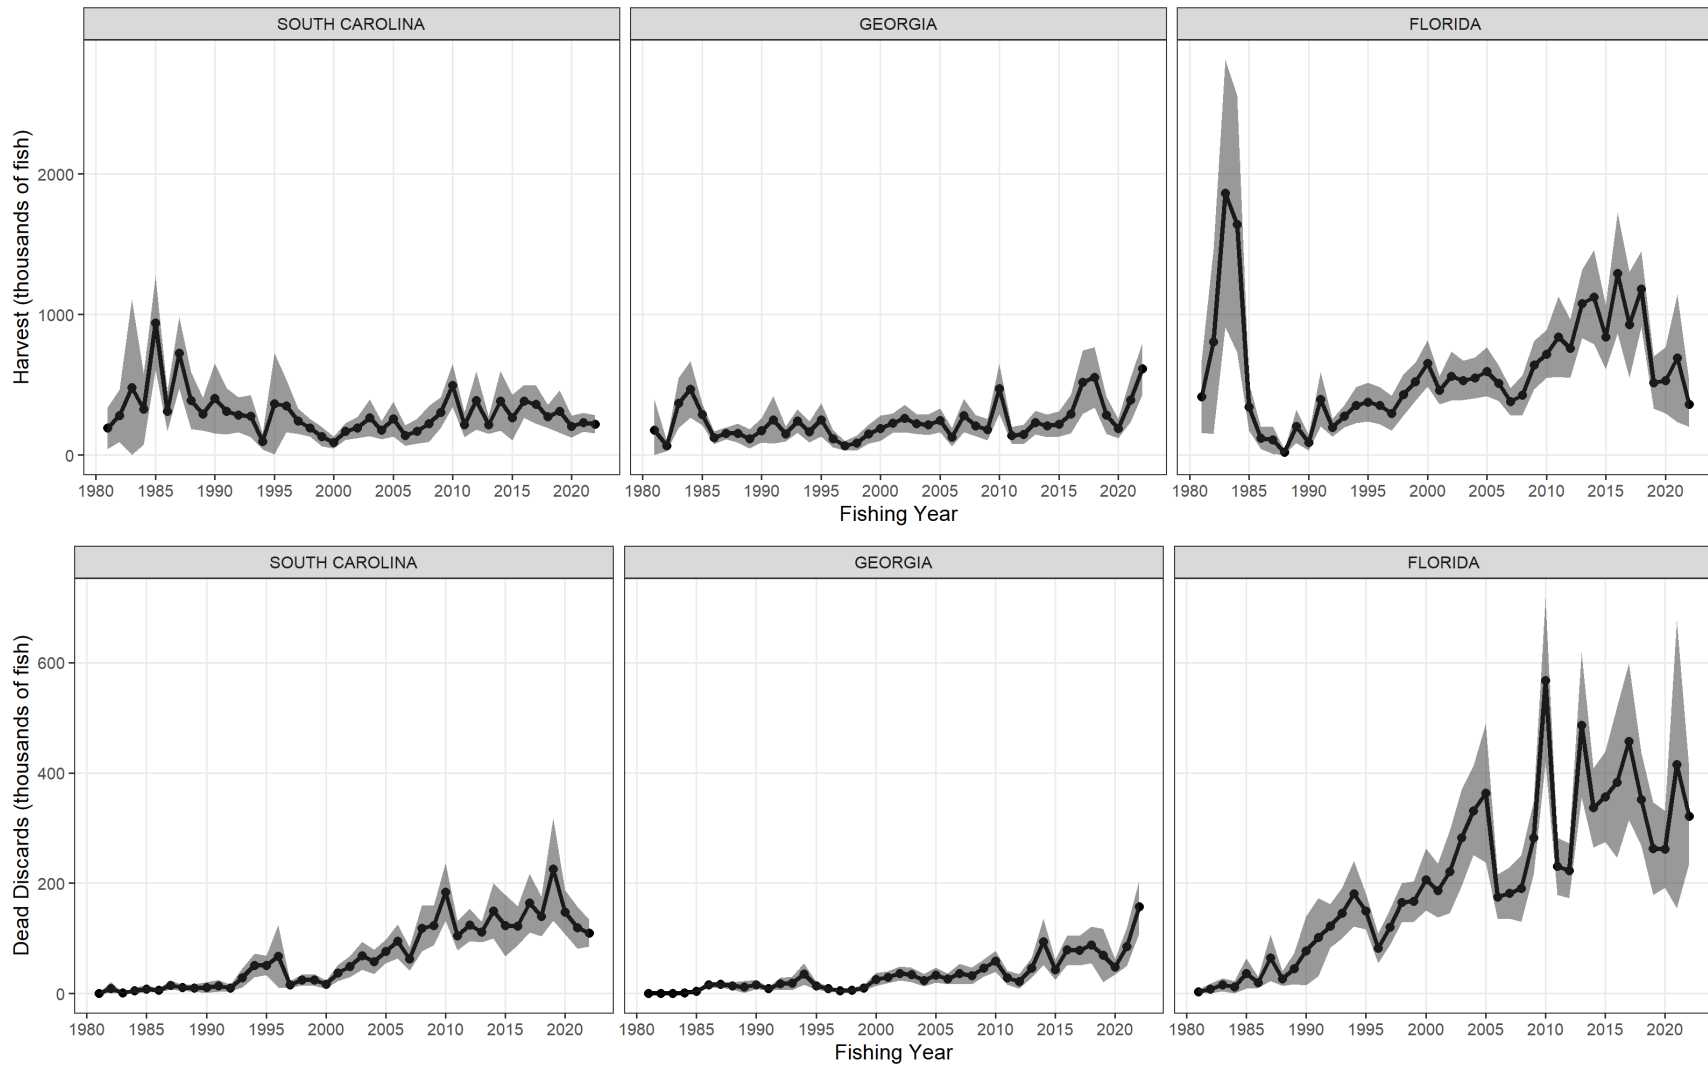 SOUTH CAROLINA GEORGIA FLORIDA
Harvest (thousands of fish)
2000
1000
0
1980 1985 1990 1995 2000 2005 2010 2015 2020 1980 1985 1990 1995 2000 2005 2010 2015 2020 1980 1985 1990 1995 2000 2005 2010 2015 2020
Fishing Year
SOUTH CAROLINA GEORGIA FLORIDA
Dead Discards (thousands of fish)
600
400
200
0
1980 1985 1990 1995 2000 2005 2010 2015 2020 1980 1985 1990 1995 2000 2005 2010 2015 2020 1980 1985 1990 1995 2000 2005 2010 2015 2020
Fishing Year